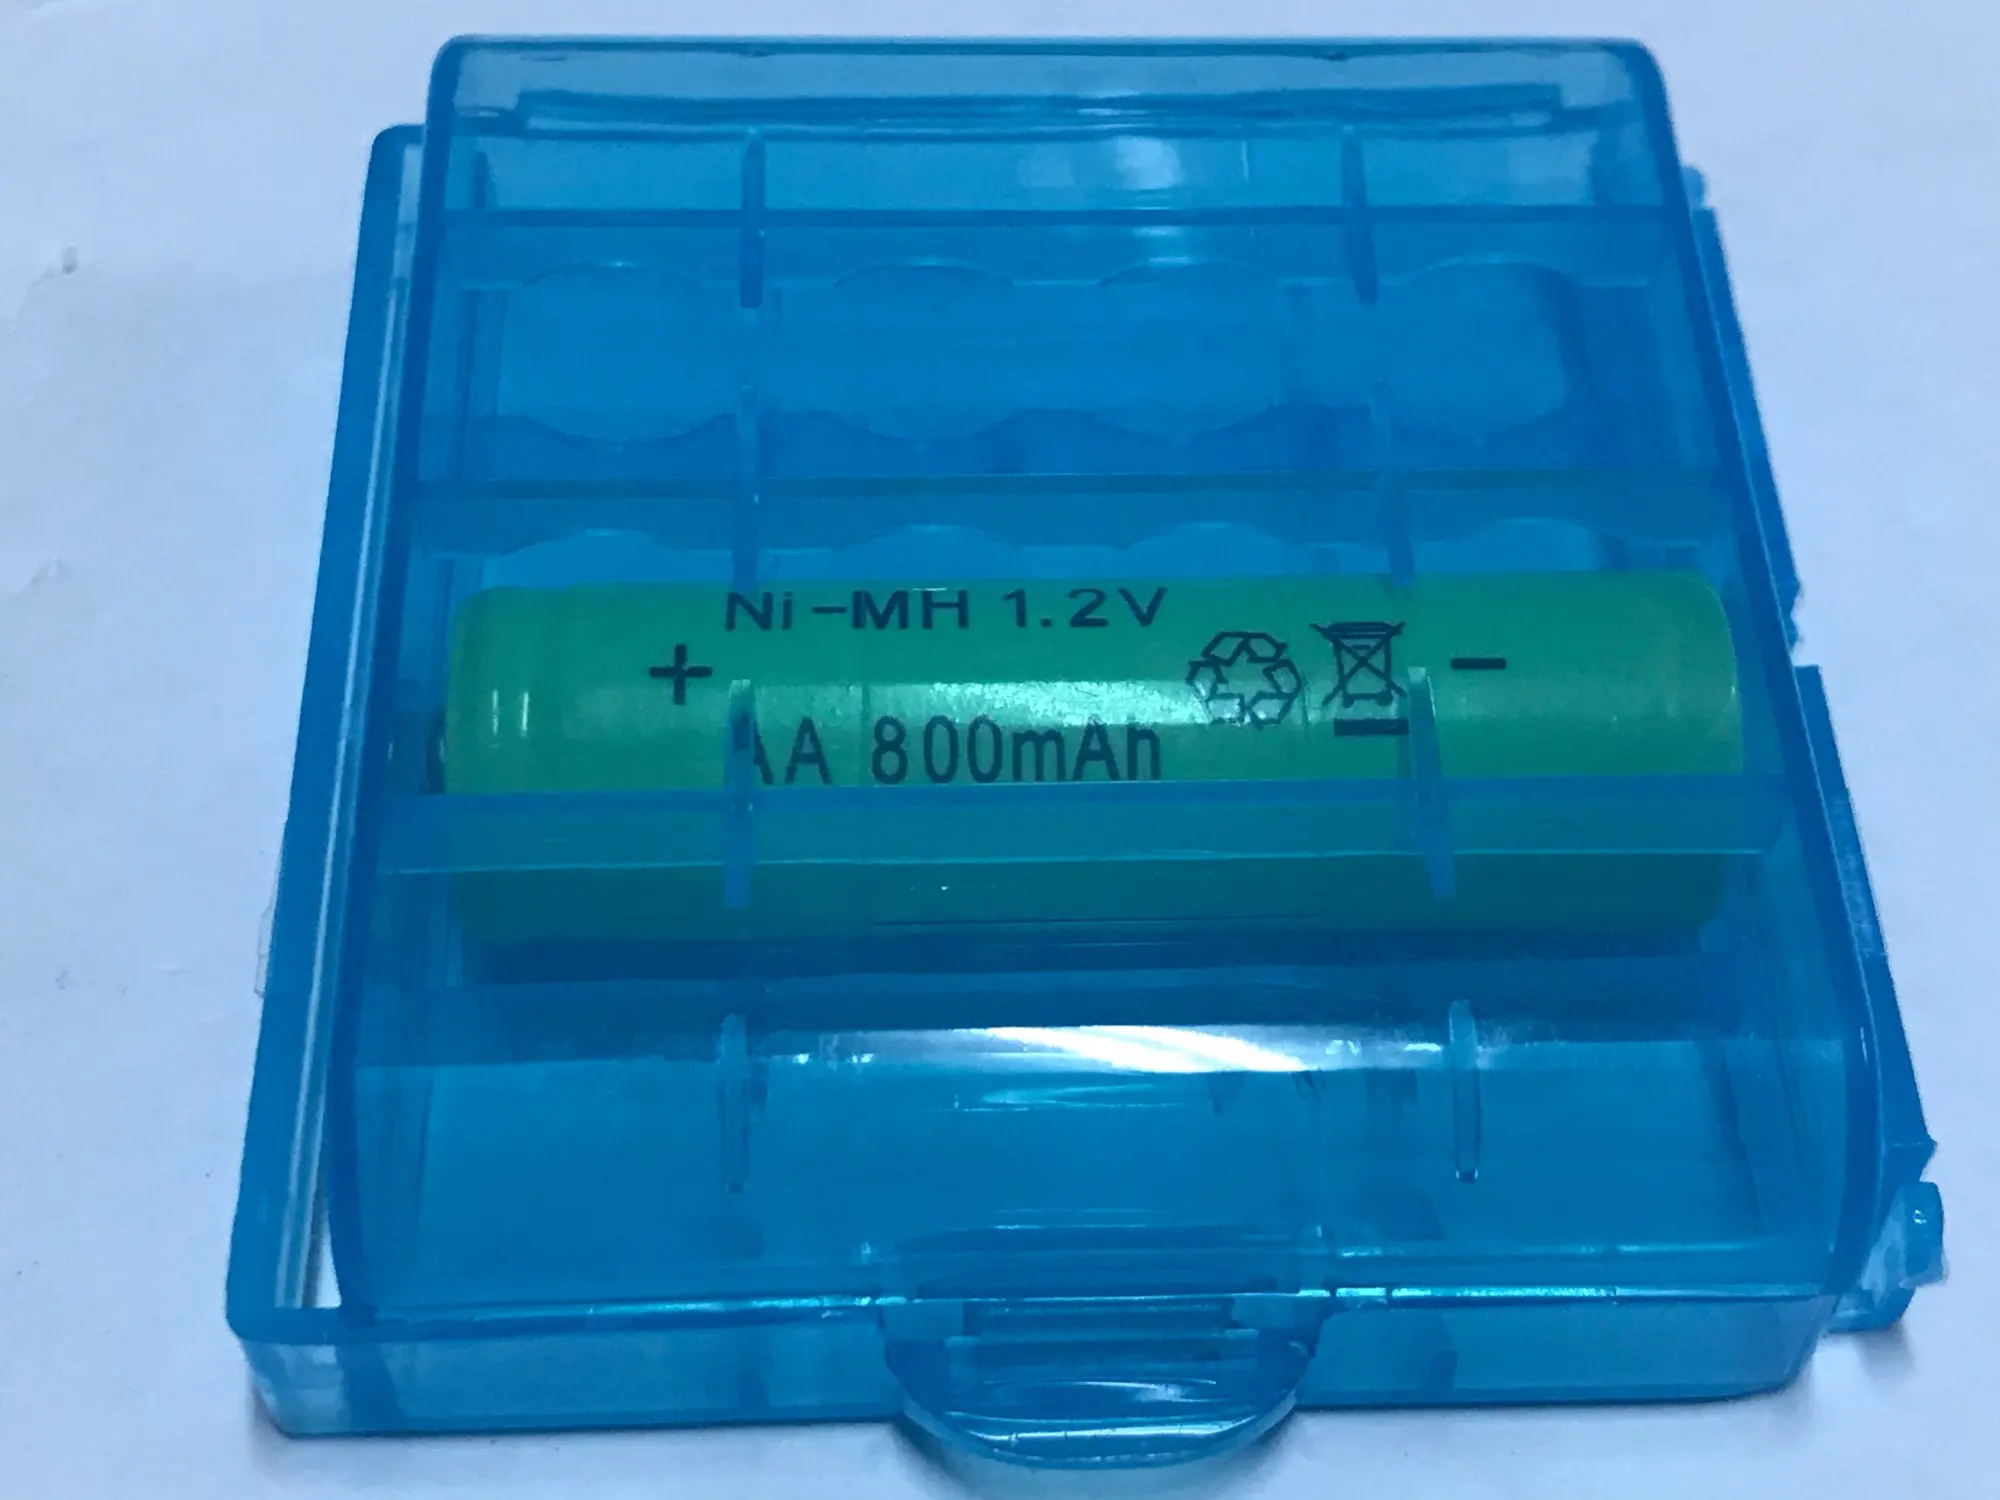 Ni-MH 1.2V
+ -
AA 800mAh